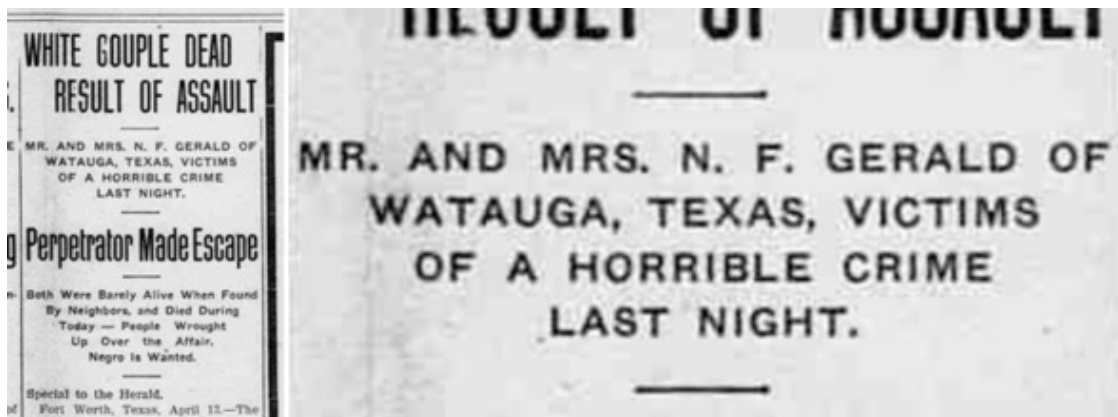 WHITE GOUPLE DEAD
RESULT OF ASSAULT
MR. AND MRS. N. F. GERALD OF
WATAUGA, TEXAS, VICTIMS
OF A HORRIBLE CRIME
LAST NIGHT.
Perpetrator Made Escape
Both Were Barely Alive When Found
By Neighbors, and Died During
Today — People Wrought
Up Over the Affair.
Negro Is Wanted.
Special to the Herald.
Fort Worth, Texas, April 13.—The
RESULT OF ASSAULT
MR. AND MRS. N. F. GERALD OF
WATAUGA, TEXAS, VICTIMS
OF A HORRIBLE CRIME
LAST NIGHT.